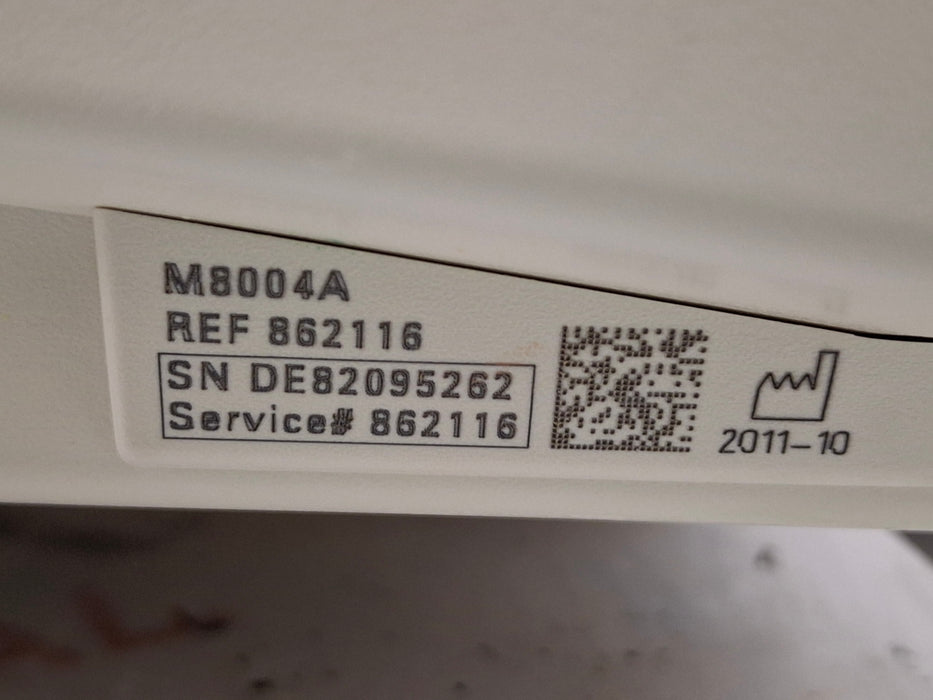 M8004A
REF 862116
SN DE82095262
Service# 862116
2011-10